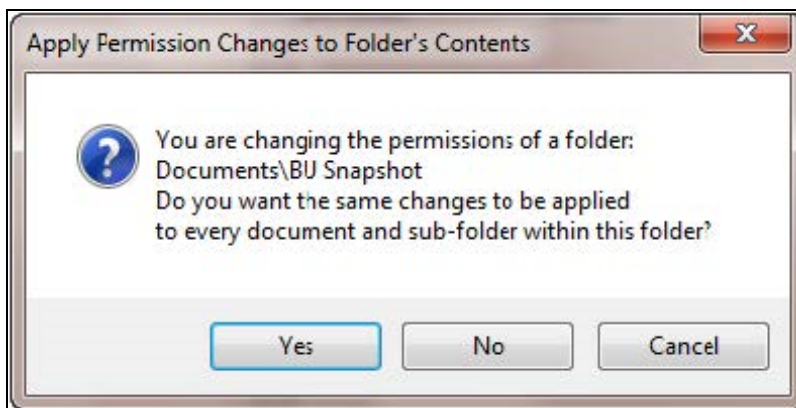 Apply Permission Changes to Folder's Contents
You are changing the permissions of a folder:
Documents\BU Snapshot
Do you want the same changes to be applied
to every document and sub-folder within this folder?
Yes
No
Cancel